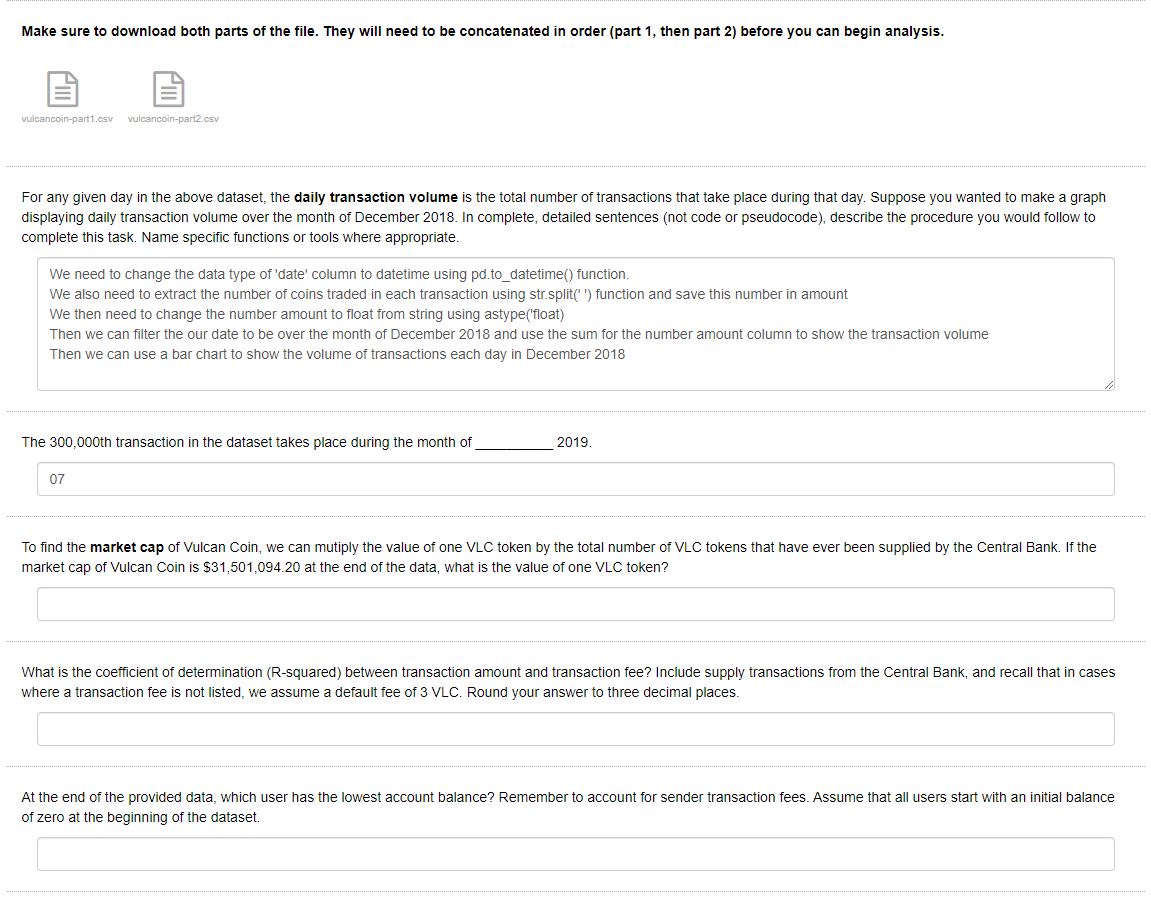 Make sure to download both parts of the file. They will need to be concatenated in order (part 1, then part 2) before you can begin analysis.
vulcancoin-part1.csv vulcancoin-part2.csv
For any given day in the above dataset, the daily transaction volume is the total number of transactions that take place during that day. Suppose you wanted to make a graph
displaying daily transaction volume over the month of December 2018. In complete, detailed sentences (not code or pseudocode), describe the procedure you would follow to
complete this task. Name specific functions or tools where appropriate.
We need to change the data type of 'date' column to datetime using pd.to_datetime() function.
We also need to extract the number of coins traded in each transaction using str.split(' ') function and save this number in amount
We then need to change the number amount to float from string using astype('float)
Then we can filter the our date to be over the month of December 2018 and use the sum for the number amount column to show the transaction volume
Then we can use a bar chart to show the volume of transactions each day in December 2018
The 300,000th transaction in the dataset takes place during the month of __________ 2019.
07
To find the market cap of Vulcan Coin, we can mutiply the value of one VLC token by the total number of VLC tokens that have ever been supplied by the Central Bank. If the
market cap of Vulcan Coin is $31,501,094.20 at the end of the data, what is the value of one VLC token?
What is the coefficient of determination (R-squared) between transaction amount and transaction fee? Include supply transactions from the Central Bank, and recall that in cases
where a transaction fee is not listed, we assume a default fee of 3 VLC. Round your answer to three decimal places.
At the end of the provided data, which user has the lowest account balance? Remember to account for sender transaction fees. Assume that all users start with an initial balance
of zero at the beginning of the dataset.